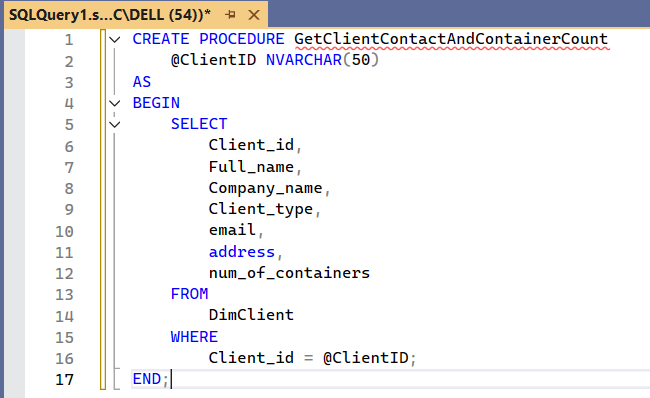 SQLQuery1.s...C\DELL (54))*
1 CREATE PROCEDURE GetClientContactAndContainerCount
2 @ClientID NVARCHAR(50)
3 AS
4 BEGIN
5 SELECT
6 Client_id,
7 Full_name,
8 Company_name,
9 Client_type,
10 email,
11 address,
12 num_of_containers
13 FROM
14 DimClient
15 WHERE
16 Client_id = @ClientID;
17 END;